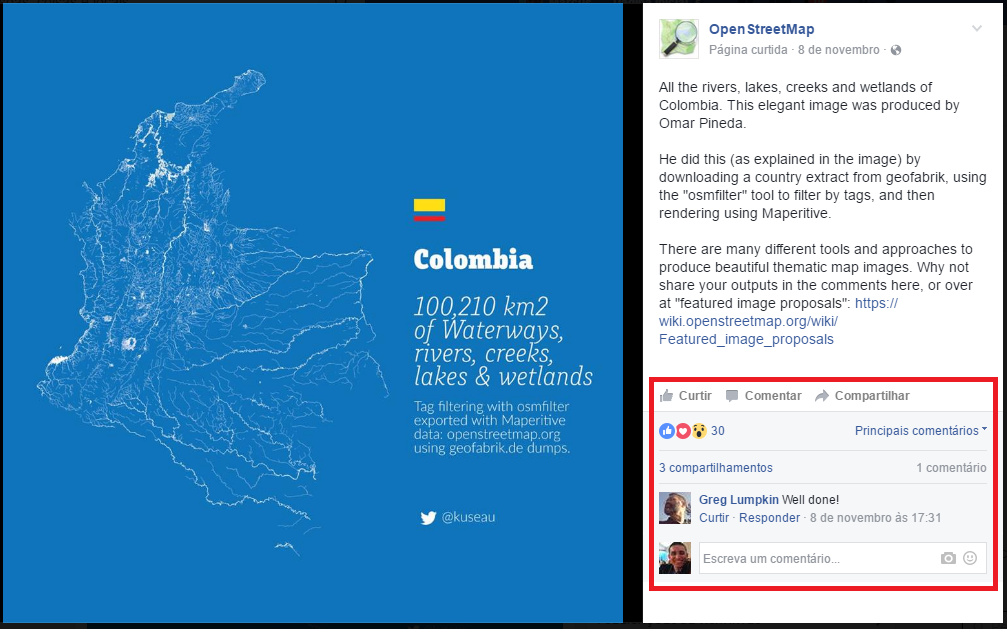 Colombia
100,210 km2
of Waterways,
rivers, creeks,
lakes & wetlands
Tag filtering with osmfilter
exported with Maperitive
data: openstreetmap.org
using geofabrik.de dumps.
@kuseau
OpenStreetMap
Página curtida · 8 de novembro ·
All the rivers, lakes, creeks and wetlands of
Colombia. This elegant image was produced by
Omar Pineda.
He did this (as explained in the image) by
downloading a country extract from geofabrik, using
the "osmfilter" tool to filter by tags, and then
rendering using Maperitive.
There are many different tools and approaches to
produce beautiful thematic map images. Why not
share your outputs in the comments here, or over
at "featured image proposals": https://
wiki.openstreetmap.org/wiki/
Featured_image_proposals
Curtir Comentar Compartilhar
30 Principais comentários
3 compartilhamentos 1 comentário
Greg Lumpkin Well done!
Curtir · Responder · 8 de novembro às 17:31
Escreva um comentário...